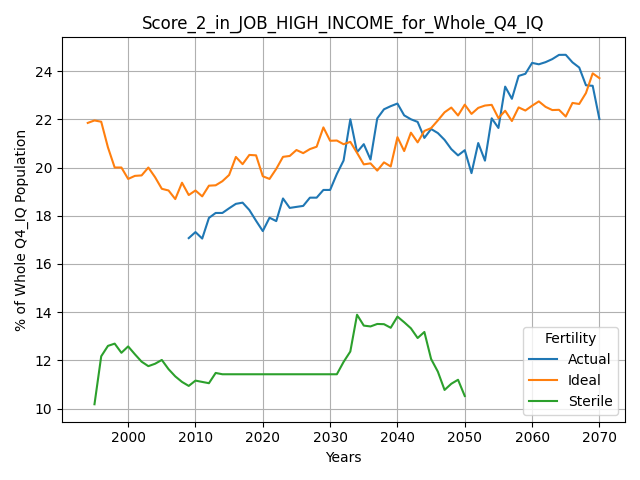 Score_2_in_JOB_HIGH_INCOME_for_Whole_Q4_IQ
% of Whole Q4_IQ Population
24
22
20
18
16
14
12
10
Fertility
Actual
Ideal
Sterile
2000 2010 2020 2030 2040 2050 2060 2070
Years